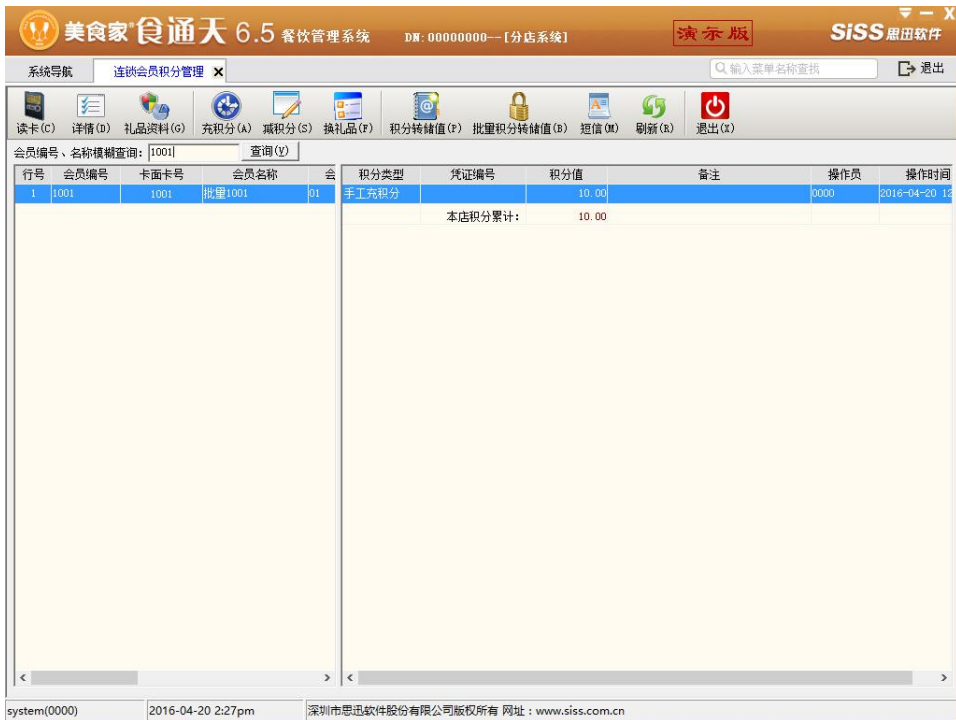 美食家®食通天 6.5 餐饮管理系统 DN:00000000--[分店系统] 演示版 SiSS 思迅软件
系统导航 连锁会员积分管理 输入菜单名称查找 退出
读卡(C) 详情(D) 礼品资料(G) 充积分(A) 减积分(S) 换礼品(F) 积分转储值(P) 批里积分转储值(B) 短信(M) 刷新(R) 退出(X)
会员编号、名称模糊查询: 1001 查询(V)
行号 会员编号 卡面卡号 会员名称 会 积分类型 凭证编号 积分值 备注 操作员 操作时间
1 1001 1001 批里1001 01 手工充积分 10.00 0000 2016-04-20 12
本店积分累计: 10.00
system(0000) 2016-04-20 2:27pm 深圳市思迅软件股份有限公司版权所有 网址：www.siss.com.cn